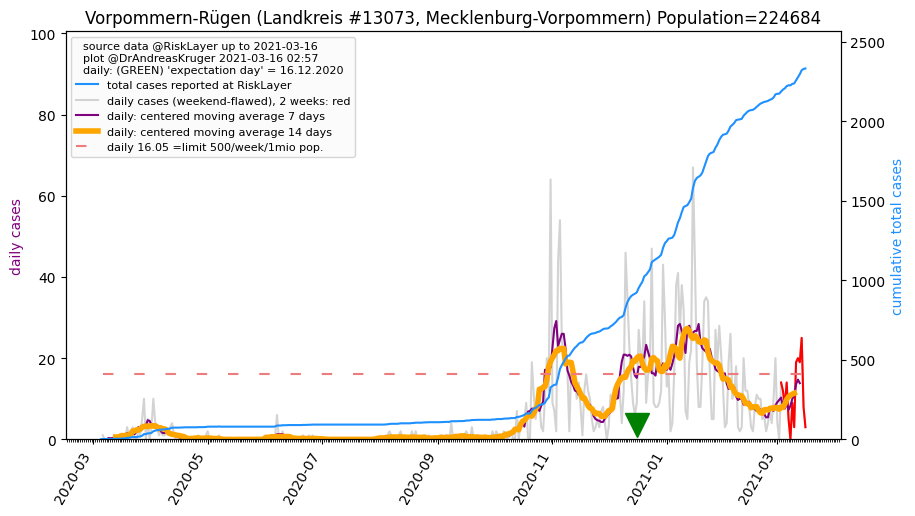 Vorpommern-Rügen (Landkreis #13073, Mecklenburg-Vorpommern) Population=224684
source data @RiskLayer up to 2021-03-16
plot @DrAndreasKruger 2021-03-16 02:57
daily: (GREEN) 'expectation day' = 16.12.2020
total cases reported at RiskLayer
daily cases (weekend-flawed), 2 weeks: red
daily: centered moving average 7 days
daily: centered moving average 14 days
daily 16.05 =limit 500/week/1mio pop.
daily cases
100
80
60
40
20
0
cumulative total cases
2500
2000
1500
1000
500
0
2020-03
2020-05
2020-07
2020-09
2020-11
2021-01
2021-03